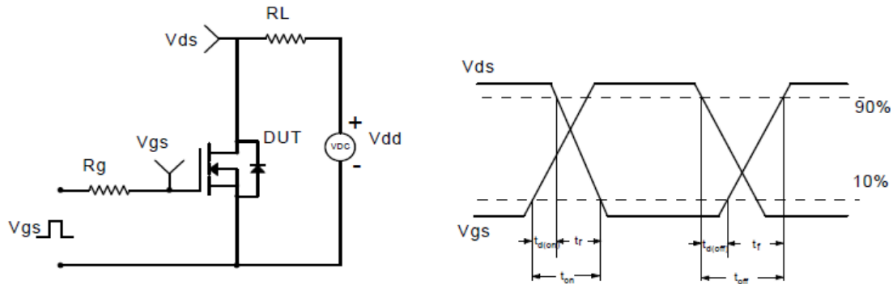 RL
Vds
Vgs
DUT
Rg
VDC
+
-
Vdd
Vgs
Vds
90%
10%
Vgs
td(on)
tr
td(off)
tf
ton
toff